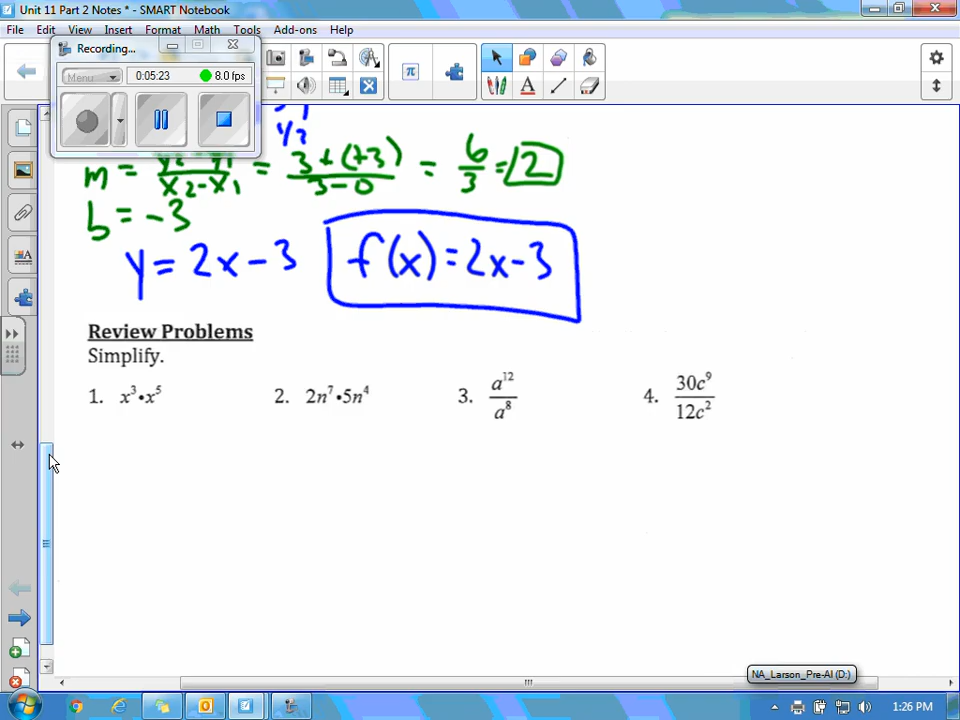 Unit 11 Part 2 Notes * - SMART Notebook
File Edit View Insert Format Math Tools Add-ons Help
Recording...
Menu 0:05:23 8.0 fps
π
A
m = y₂ - y₁ / x₂ - x₁ = 3 + (+3) / 3 - 0 = 6/3 = 2
b = -3
y = 2x - 3 f(x) = 2x - 3
Review Problems
Simplify.
1. x³•x⁵ 2. 2n⁷•5n⁴ 3. a¹²/a⁸ 4. 30c⁹/12c²
NA_Larson_Pre-Al (D:)
1:26 PM